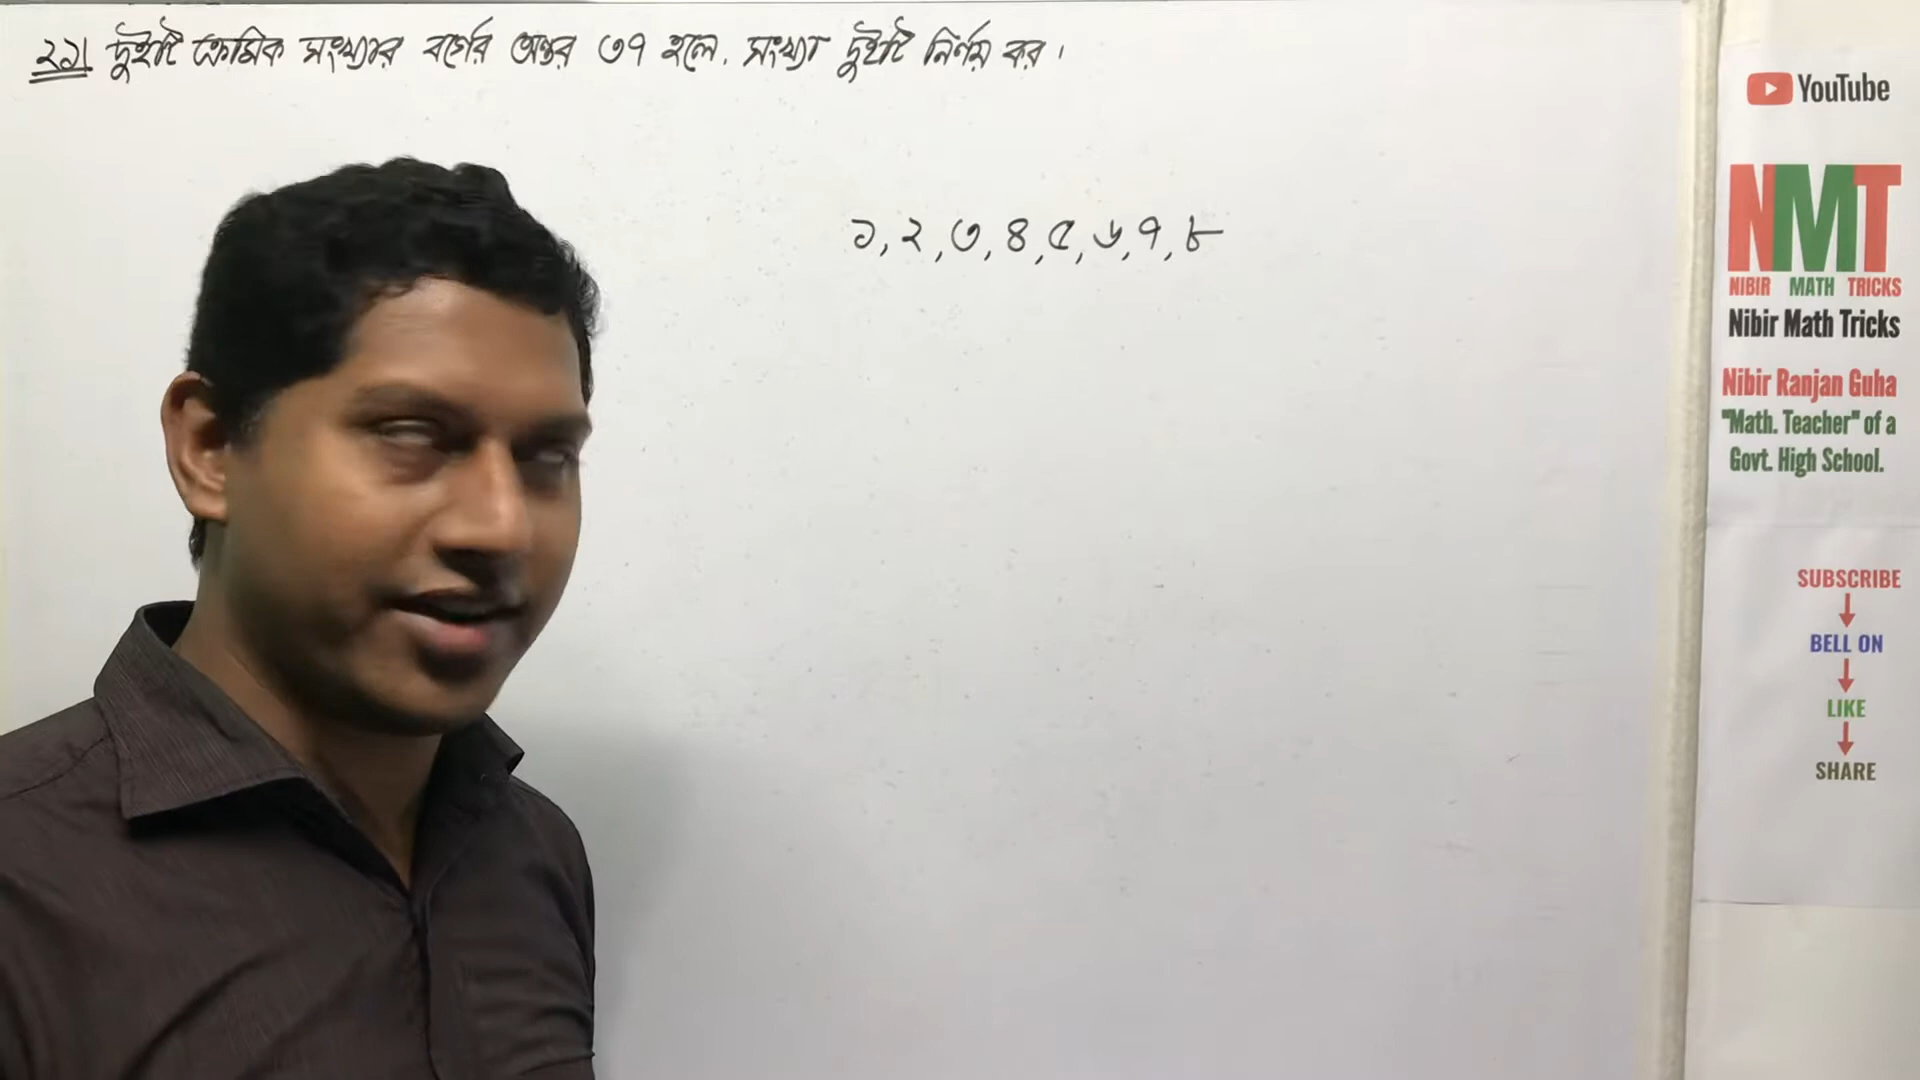 ২১। দুইটি ক্রমিক সংখ্যার বর্গের অন্তর ৩৭ হলে, সংখ্যা দুইটি নির্ণয় কর।
১, ২, ৩, ৪, ৫, ৬, ৭, ৮
YouTube
NMT
NIBIR MATH TRICKS
Nibir Math Tricks
Nibir Ranjan Guha
"Math. Teacher" of a
Govt. High School.
SUBSCRIBE
BELL ON
LIKE
SHARE